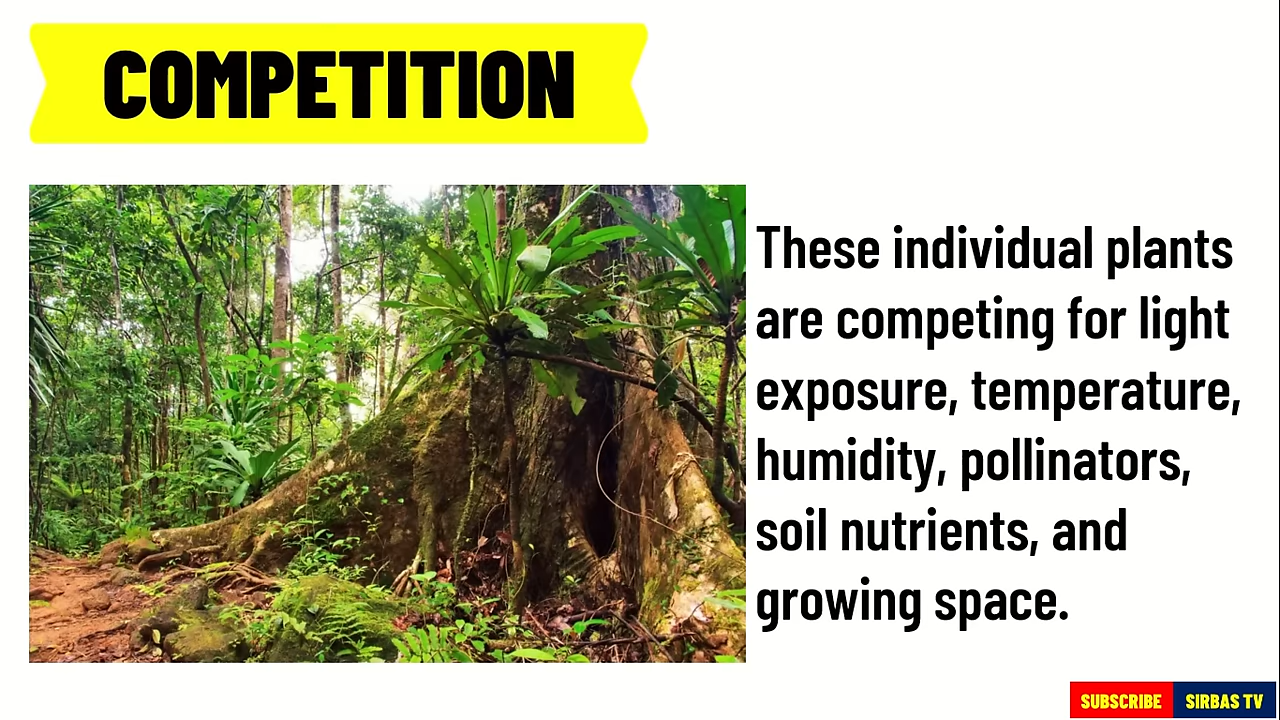 COMPETITION
These individual plants
are competing for light
exposure, temperature,
humidity, pollinators,
soil nutrients, and
growing space.
SUBSCRIBE SIRBAS TV